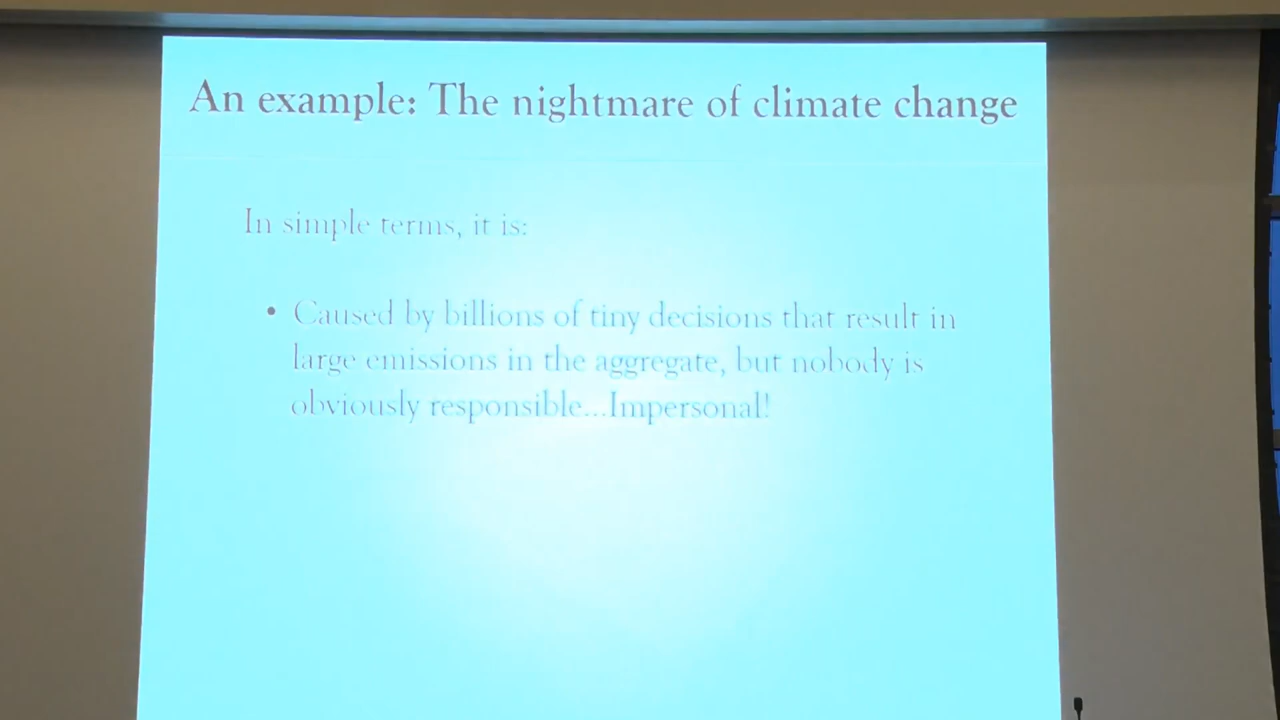 An example: The nightmare of climate change
In simple terms, it is:
• Caused by billions of tiny decisions that result in
large emissions in the aggregate, but nobody is
obviously responsible...Impersonal!